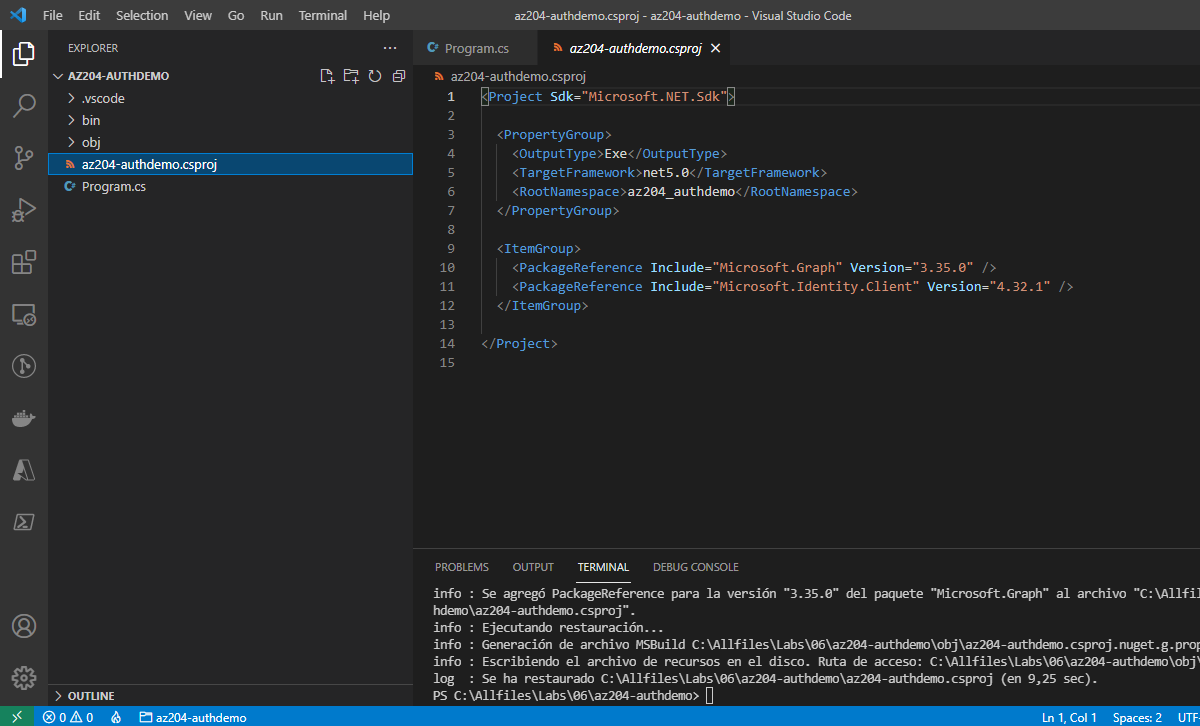 File Edit Selection View Go Run Terminal Help
az204-authdemo.csproj - az204-authdemo - Visual Studio Code
EXPLORER
AZ204-AUTHDEMO
.vscode
bin
obj
az204-authdemo.csproj
Program.cs
OUTLINE
Program.cs
az204-authdemo.csproj
az204-authdemo.csproj
1 <Project Sdk="Microsoft.NET.Sdk">
2
3 <PropertyGroup>
4 <OutputType>Exe</OutputType>
5 <TargetFramework>net5.0</TargetFramework>
6 <RootNamespace>az204_authdemo</RootNamespace>
7 </PropertyGroup>
8
9 <ItemGroup>
10 <PackageReference Include="Microsoft.Graph" Version="3.35.0" />
11 <PackageReference Include="Microsoft.Identity.Client" Version="4.32.1" />
12 </ItemGroup>
13
14 </Project>
15
PROBLEMS OUTPUT TERMINAL DEBUG CONSOLE
info : Se agregó PackageReference para la versión "3.35.0" del paquete "Microsoft.Graph" al archivo "C:\Allfil
hdemo\az204-authdemo.csproj".
info : Ejecutando restauración...
info : Generación de archivo MSBuild C:\Allfiles\Labs\06\az204-authdemo\obj\az204-authdemo.csproj.nuget.g.prop
info : Escribiendo el archivo de recursos en el disco. Ruta de acceso: C:\Allfiles\Labs\06\az204-authdemo\obj\
log : Se ha restaurado C:\Allfiles\Labs\06\az204-authdemo\az204-authdemo.csproj (en 9,25 sec).
PS C:\Allfiles\Labs\06\az204-authdemo>
0 0 az204-authdemo Ln 1, Col 1 Spaces: 2 UTF